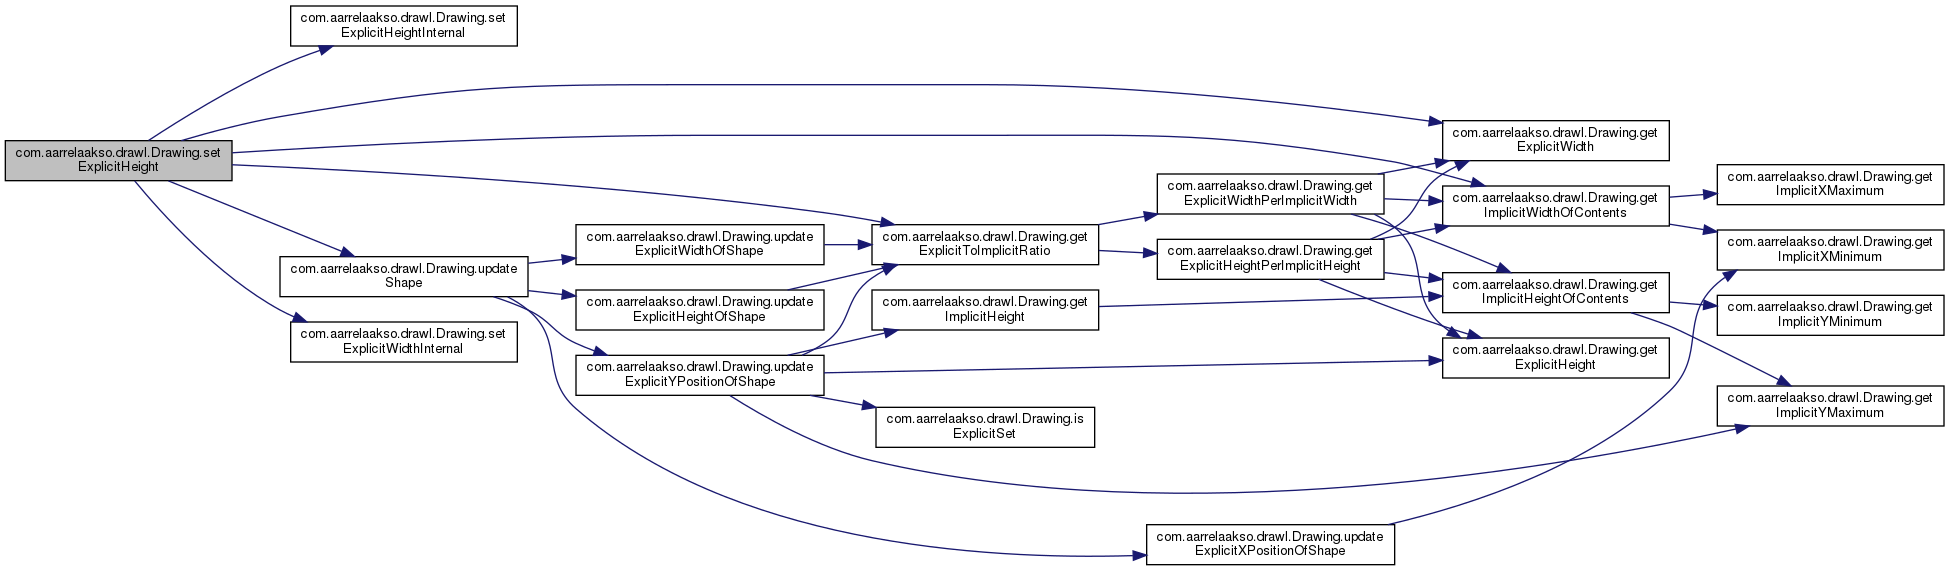 com.aarrelaakso.drawl.Drawing.set
ExplicitHeight
com.aarrelaakso.drawl.Drawing.set
ExplicitHeightInternal
com.aarrelaakso.drawl.Drawing.update
Shape
com.aarrelaakso.drawl.Drawing.set
ExplicitWidthInternal
com.aarrelaakso.drawl.Drawing.update
ExplicitWidthOfShape
com.aarrelaakso.drawl.Drawing.update
ExplicitHeightOfShape
com.aarrelaakso.drawl.Drawing.update
ExplicitYPositionOfShape
com.aarrelaakso.drawl.Drawing.get
ExplicitToImplicitRatio
com.aarrelaakso.drawl.Drawing.get
ImplicitHeight
com.aarrelaakso.drawl.Drawing.is
ExplicitSet
com.aarrelaakso.drawl.Drawing.get
ExplicitWidthPerImplicitWidth
com.aarrelaakso.drawl.Drawing.get
ExplicitHeightPerImplicitHeight
com.aarrelaakso.drawl.Drawing.update
ExplicitXPositionOfShape
com.aarrelaakso.drawl.Drawing.get
ExplicitWidth
com.aarrelaakso.drawl.Drawing.get
ImplicitWidthOfContents
com.aarrelaakso.drawl.Drawing.get
ImplicitHeightOfContents
com.aarrelaakso.drawl.Drawing.get
ExplicitHeight
com.aarrelaakso.drawl.Drawing.get
ImplicitXMaximum
com.aarrelaakso.drawl.Drawing.get
ImplicitXMinimum
com.aarrelaakso.drawl.Drawing.get
ImplicitYMinimum
com.aarrelaakso.drawl.Drawing.get
ImplicitYMaximum